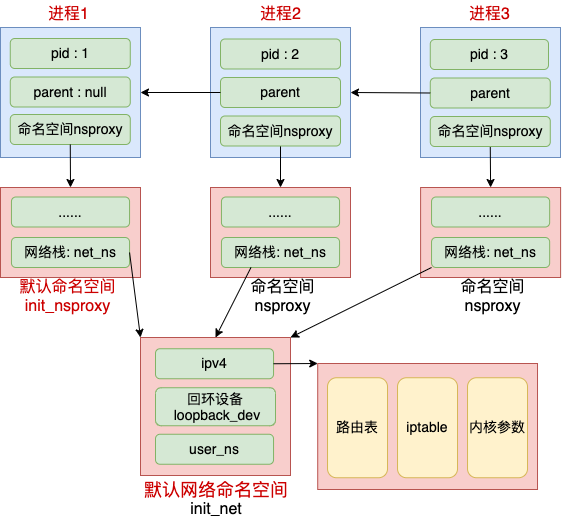 进程1
进程2
进程3
pid : 1
pid : 2
pid : 3
parent : null
parent
parent
命名空间nsproxy
命名空间nsproxy
命名空间nsproxy
......
......
......
网络栈: net_ns
网络栈: net_ns
网络栈: net_ns
默认命名空间
init_nsproxy
命名空间
nsproxy
命名空间
nsproxy
ipv4
回环设备
loopback_dev
user_ns
路由表
iptable
内核参数
默认网络命名空间
init_net